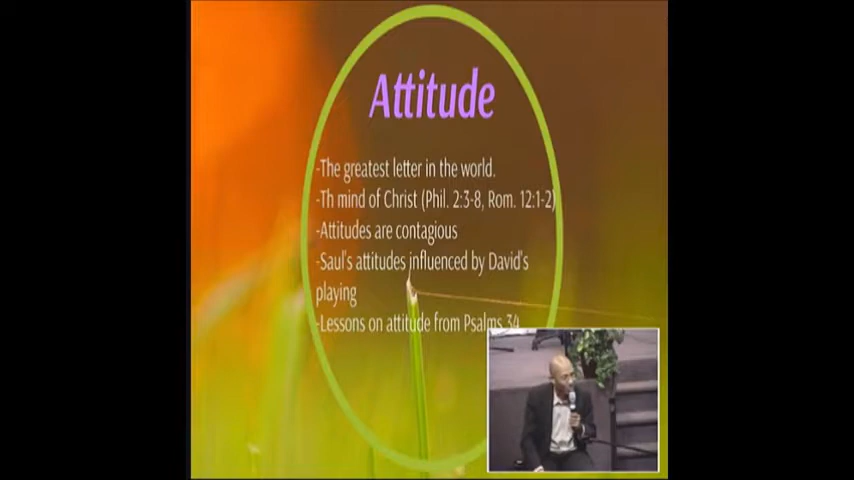 Attitude
-The greatest letter in the world.
-Th mind of Christ (Phil. 2:3-8, Rom. 12:1-2)
-Attitudes are contagious
-Saul's attitudes influenced by David's
playing
-Lessons on attitude from Psalms 34